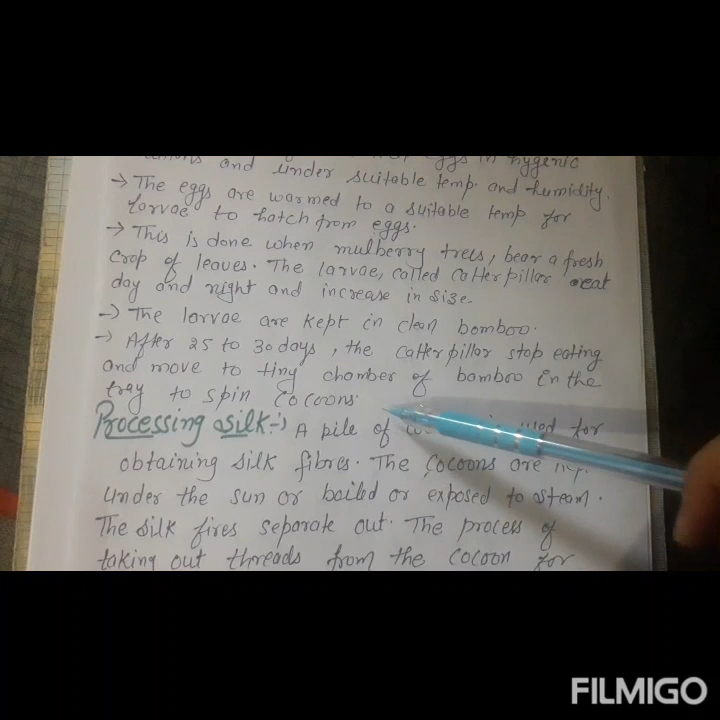 and under suitable temp. and humidity.
→ The eggs are warmed to a suitable temp for
larvae to hatch from eggs.
→ This is done when mulberry trees, bear a fresh
crop of leaves. The larvae, called catterpillar eat
day and night and increase in size
→ The larvae are kept in clean bomboo.
→ After 25 to 30 days, the catterpillar stop eating
and move to tiny chamber of bamboo in the
tray to spin cocoons.
Processing silk:→ A pile of used for
obtaining silk fibres. The cocoons are
under the sun or boiled or exposed to steam.
The silk fires separate out. The process of
taking out threads from the cocoon for
FILMIGO